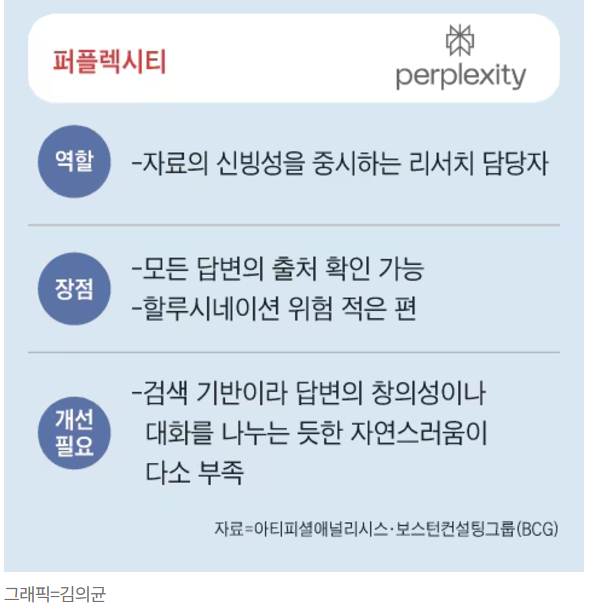 퍼플렉시티
perplexity
역할
-자료의 신빙성을 중시하는 리서치 담당자
장점
-모든 답변의 출처 확인 가능
-할루시네이션 위험 적은 편
개선
필요
-검색 기반이라 답변의 창의성이나
대화를 나누는 듯한 자연스러움이
다소 부족
자료=아티피셜애널리시스·보스턴컨설팅그룹(BCG)
그래픽=김의균